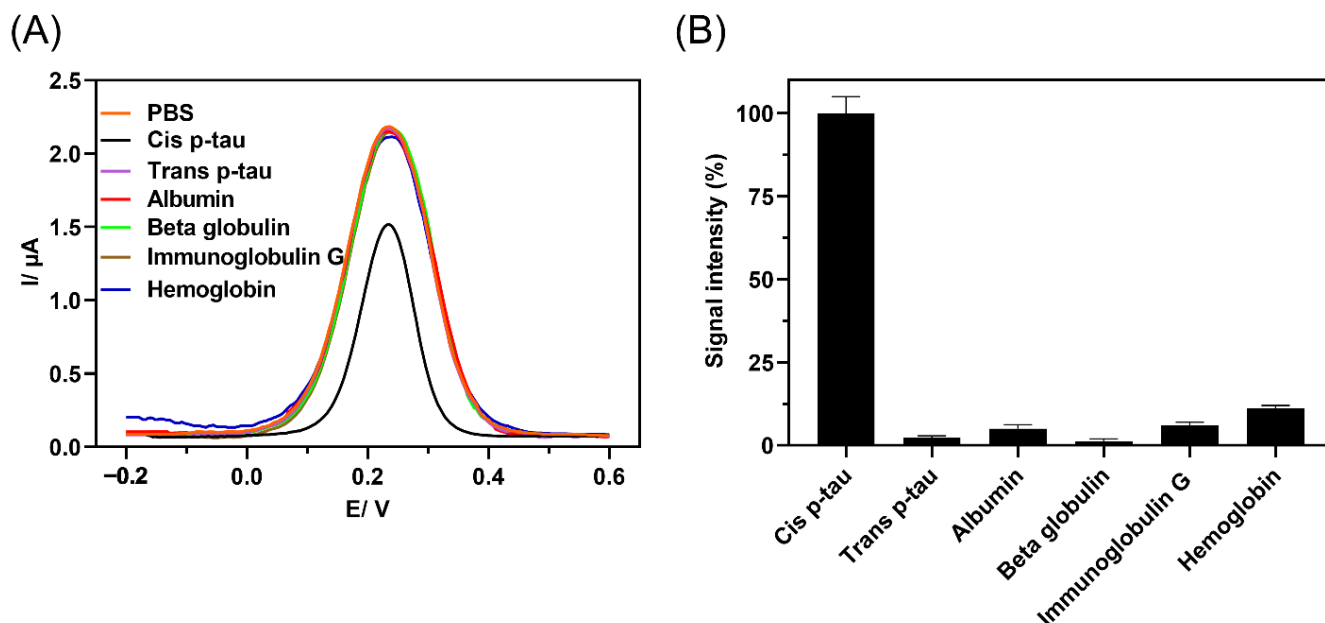 (A)
2.5
2.0
1.5
1.0
0.5
0.0
I/ µA
PBS
Cis p-tau
Trans p-tau
Albumin
Beta globulin
Immunoglobulin G
Hemoglobin
−0.2
0.0
0.2
0.4
0.6
E/ V
(B)
100
75
50
25
0
Signal intensity (%)
Cis p-tau
Trans p-tau
Albumin
Beta globulin
Immunoglobulin G
Hemoglobin